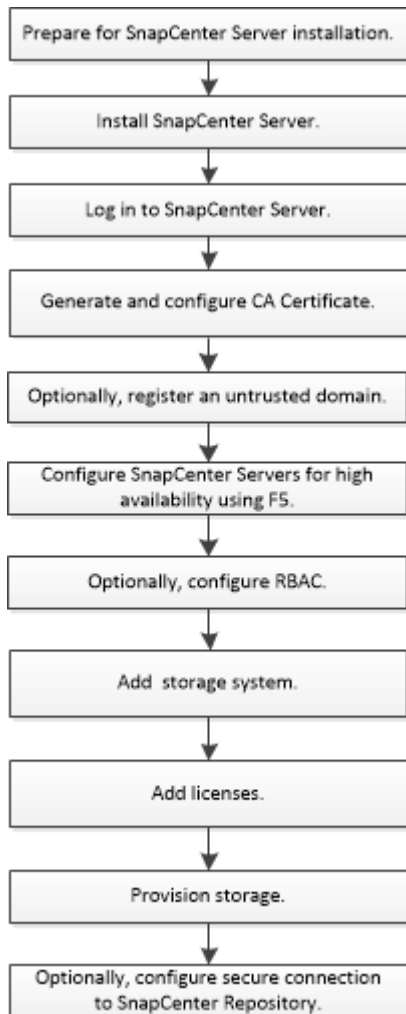 Prepare for SnapCenter Server installation.
Install SnapCenter Server.
Log in to SnapCenter Server.
Generate and configure CA Certificate.
Optionally, register an untrusted domain.
Configure SnapCenter Servers for high
availability using F5.
Optionally, configure RBAC.
Add storage system.
Add licenses.
Provision storage.
Optionally, configure secure connection
to SnapCenter Repository.